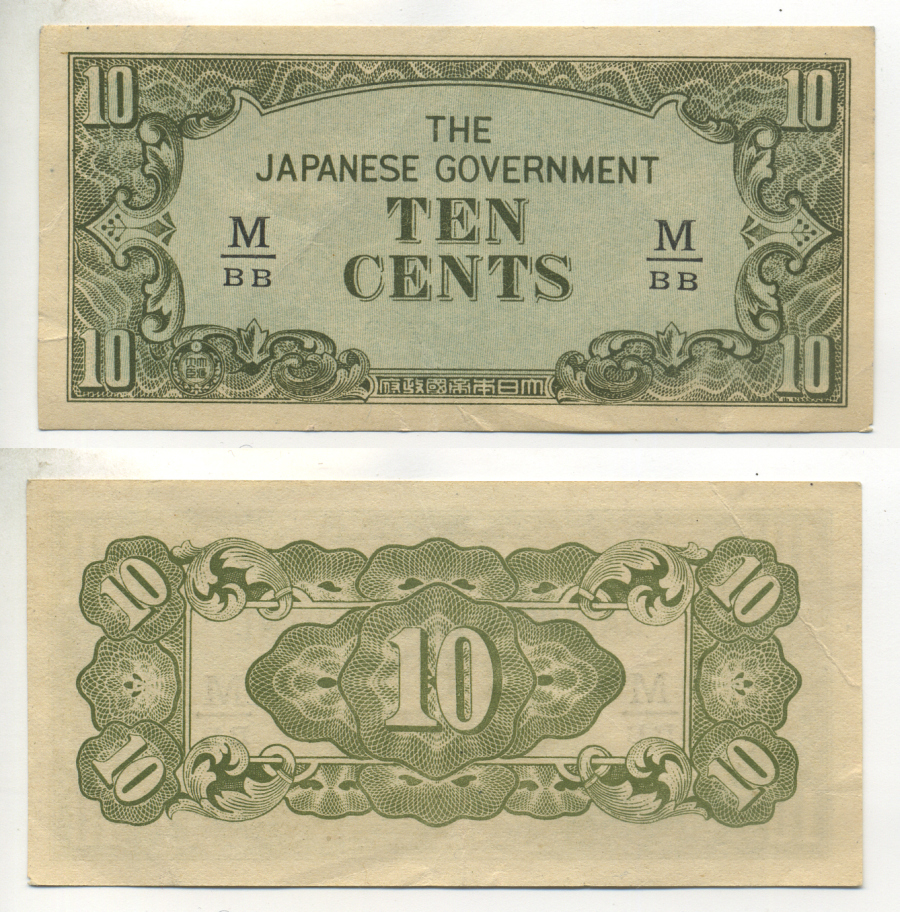 10 10
THE
JAPANESE GOVERNMENT
TEN
CENTS
M M
BB BB
10 10
大日本帝國政府
10 10
10
10 10